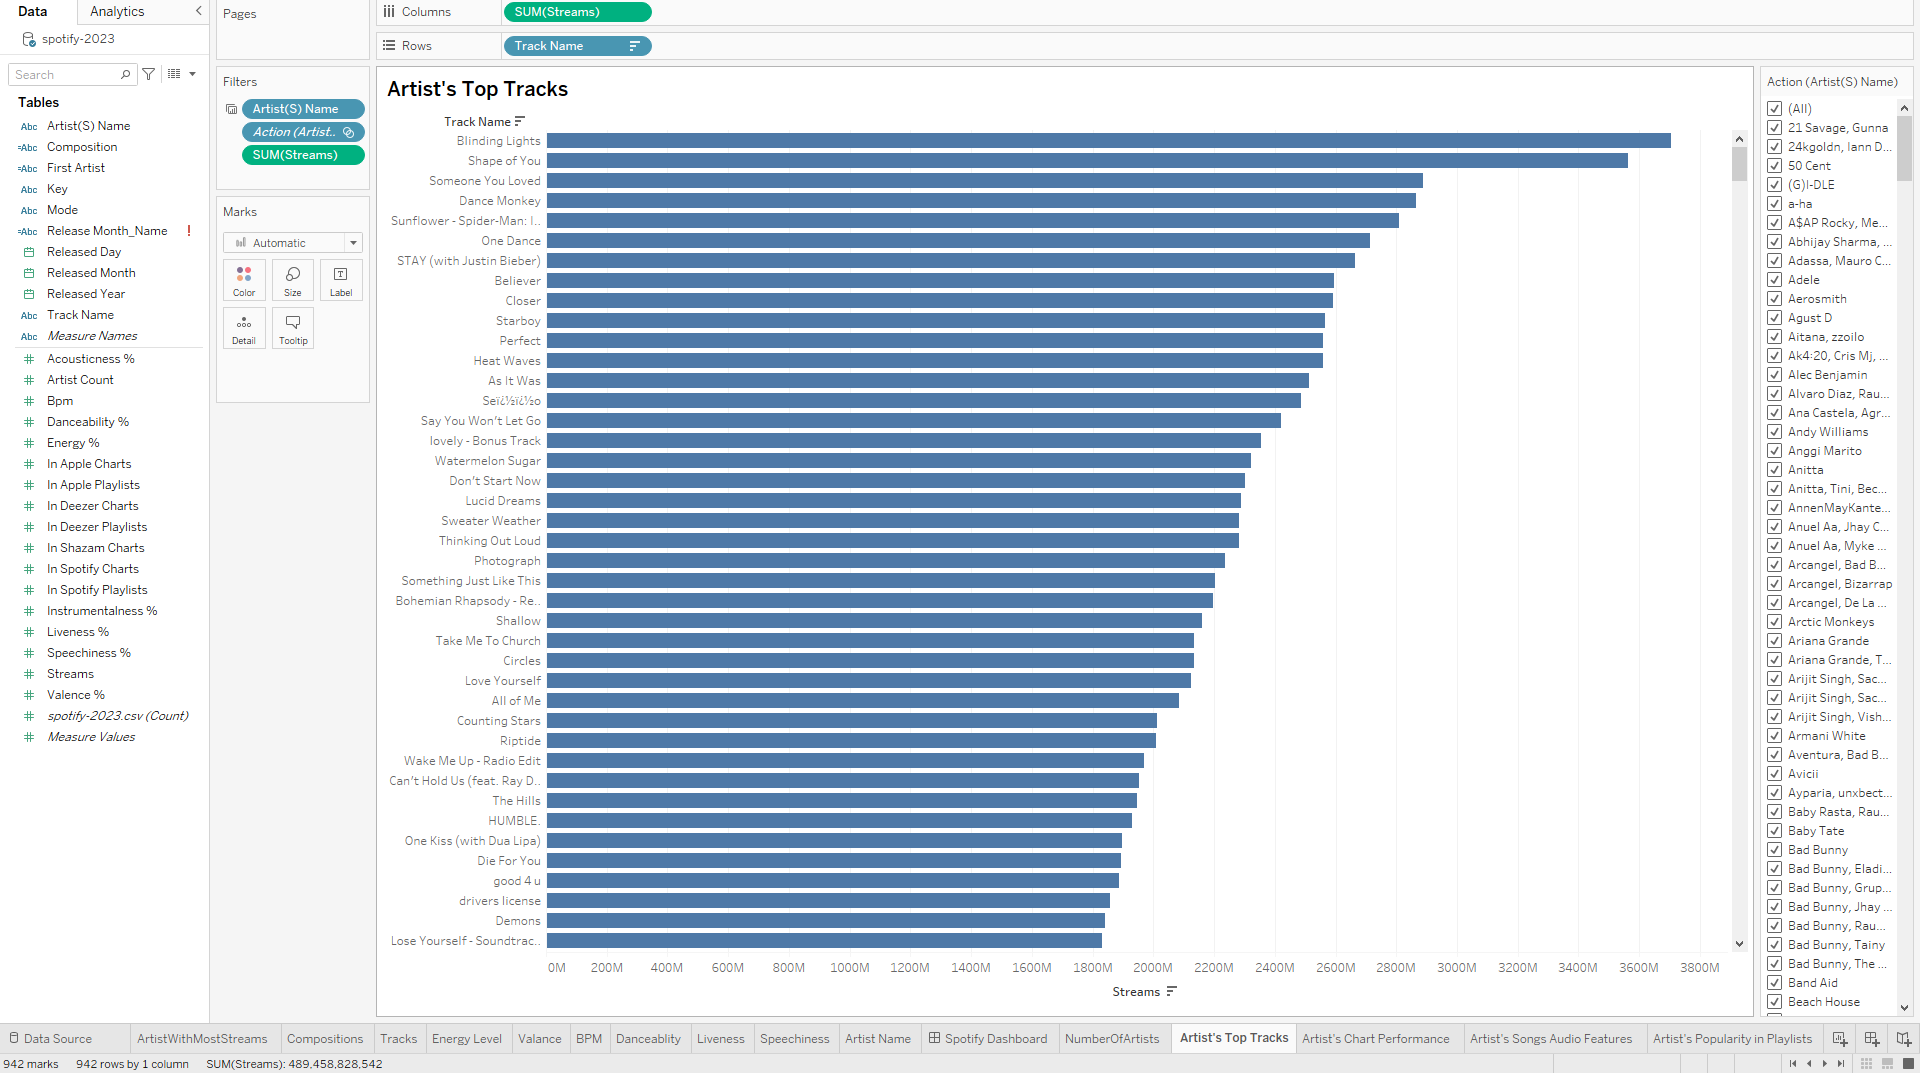 Data
Analytics
spotify-2023
Search
Tables
Abc Artist(S) Name
=Abc Composition
=Abc First Artist
Abc Key
Abc Mode
=Abc Release Month_Name !
Released Day
Released Month
Released Year
Abc Track Name
Abc Measure Names
# Acousticness %
# Artist Count
# Bpm
# Danceability %
# Energy %
# In Apple Charts
# In Apple Playlists
# In Deezer Charts
# In Deezer Playlists
# In Shazam Charts
# In Spotify Charts
# In Spotify Playlists
# Instrumentalness %
# Liveness %
# Speechiness %
# Streams
# Valence %
# spotify-2023.csv (Count)
# Measure Values
Pages
Filters
Artist(S) Name
Action (Artist..
SUM(Streams)
Marks
Automatic
Color
Size
Label
Detail
Tooltip
Columns
SUM(Streams)
Rows
Track Name
Artist's Top Tracks
Track Name
Blinding Lights
Shape of You
Someone You Loved
Dance Monkey
Sunflower - Spider-Man: I..
One Dance
STAY (with Justin Bieber)
Believer
Closer
Starboy
Perfect
Heat Waves
As It Was
Seï¿½ï¿½o
Say You Won't Let Go
lovely - Bonus Track
Watermelon Sugar
Don't Start Now
Lucid Dreams
Sweater Weather
Thinking Out Loud
Photograph
Something Just Like This
Bohemian Rhapsody - Re..
Shallow
Take Me To Church
Circles
Love Yourself
All of Me
Counting Stars
Riptide
Wake Me Up - Radio Edit
Can't Hold Us (feat. Ray D..
The Hills
HUMBLE.
One Kiss (with Dua Lipa)
Die For You
good 4 u
drivers license
Demons
Lose Yourself - Soundtrac..
0M 200M 400M 600M 800M 1000M 1200M 1400M 1600M 1800M 2000M 2200M 2400M 2600M 2800M 3000M 3200M 3400M 3600M 3800M
Streams
Action (Artist(S) Name)
(All)
21 Savage, Gunna
24kgoldn, Iann D...
50 Cent
(G)I-DLE
a-ha
A$AP Rocky, Me...
Abhijay Sharma, ...
Adassa, Mauro C...
Adele
Aerosmith
Agust D
Aitana, zzoilo
Ak4:20, Cris Mj, ...
Alec Benjamin
Alvaro Diaz, Rau...
Ana Castela, Agr...
Andy Williams
Anggi Marito
Anitta
Anitta, Tini, Bec...
AnnenMayKante...
Anuel Aa, Jhay C...
Anuel Aa, Myke ...
Arcangel, Bad B...
Arcangel, Bizarrap
Arcangel, De La ...
Arctic Monkeys
Ariana Grande
Ariana Grande, T...
Arijit Singh, Sac...
Arijit Singh, Sac...
Arijit Singh, Vish...
Armani White
Aventura, Bad B...
Avicii
Ayparia, unxbect...
Baby Rasta, Rau...
Baby Tate
Bad Bunny
Bad Bunny, Eladi...
Bad Bunny, Grup...
Bad Bunny, Jhay ...
Bad Bunny, Rau...
Bad Bunny, Tainy
Bad Bunny, The ...
Band Aid
Beach House
Data Source
ArtistWithMostStreams
Compositions
Tracks
Energy Level
Valance
BPM
Danceablity
Liveness
Speechiness
Artist Name
Spotify Dashboard
NumberOfArtists
Artist's Top Tracks
Artist's Chart Performance
Artist's Songs Audio Features
Artist's Popularity in Playlists
942 marks
942 rows by 1 column
SUM(Streams): 489,458,828,542